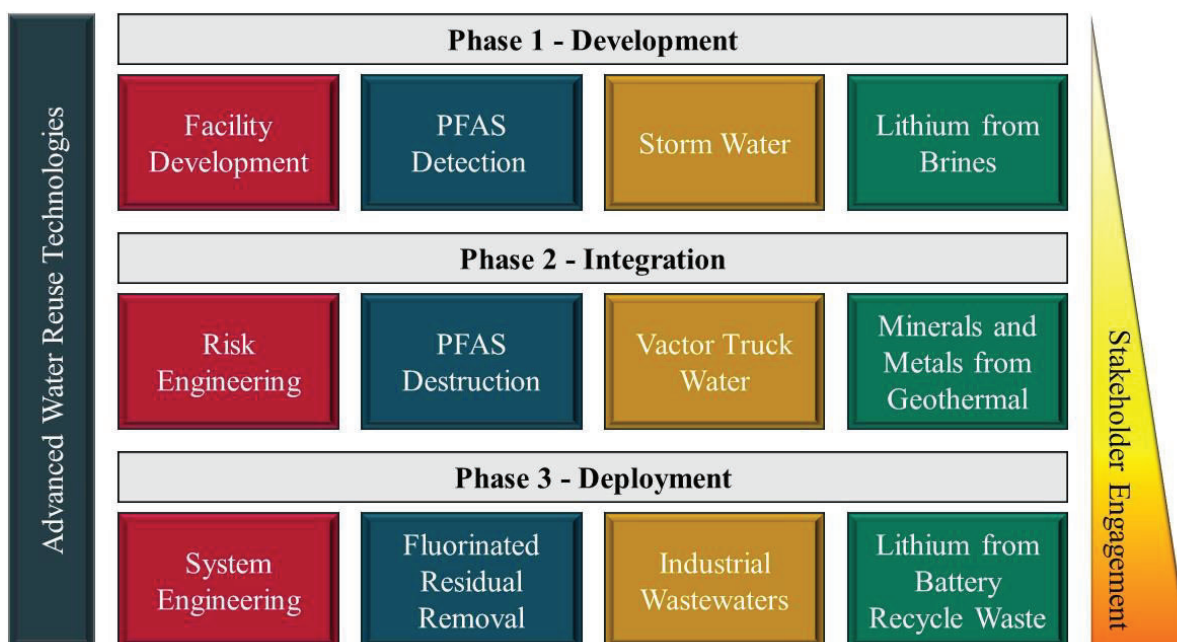 Advanced Water Reuse Technologies
Phase 1 - Development
Facility
Development
PFAS
Detection
Storm Water
Lithium from
Brines
Phase 2 - Integration
Risk
Engineering
PFAS
Destruction
Vactor Truck
Water
Minerals and
Metals from
Geothermal
Phase 3 - Deployment
System
Engineering
Fluorinated
Residual
Removal
Industrial
Wastewaters
Lithium from
Battery
Recycle Waste
Stakeholder Engagement